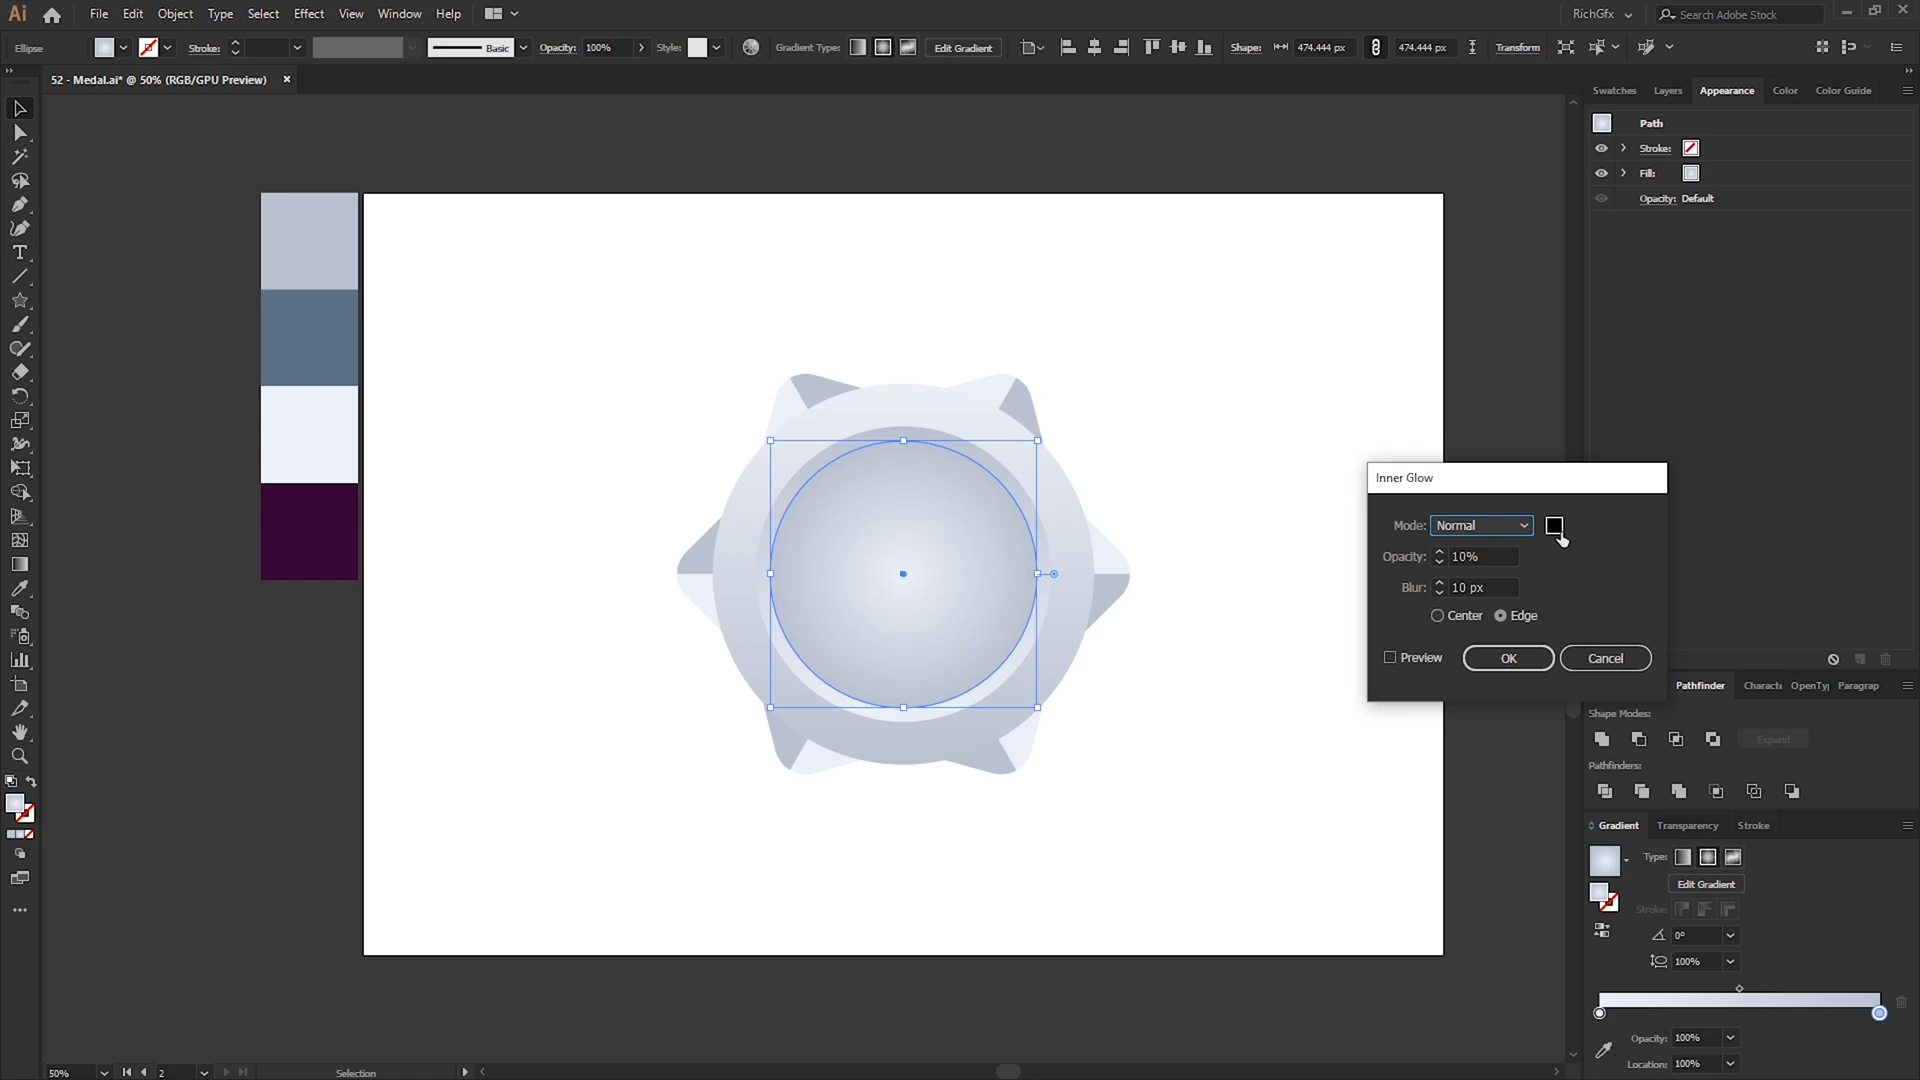 Ai File Edit Object Type Select Effect View Window Help RichGfx Search Adobe Stock
Ellipse Stroke: Basic Opacity: 100% Style: Gradient Type: Edit Gradient Shape: 474.444 px 474.444 px Transform
52 - Medal.ai* @ 50% (RGB/GPU Preview) ×
Swatches Layers Appearance Color Color Guide
Path
Stroke:
Fill:
Opacity: Default
Inner Glow
Mode: Normal
Opacity: 10%
Blur: 10 px
Center Edge
Preview OK Cancel
Pathfinder Characte OpenTy Paragrap
Shape Modes:
Expand
Pathfinders:
Gradient Transparency Stroke
Type:
Edit Gradient
Stroke:
0°
100%
Opacity: 100%
Location: 100%
50% 2 Selection